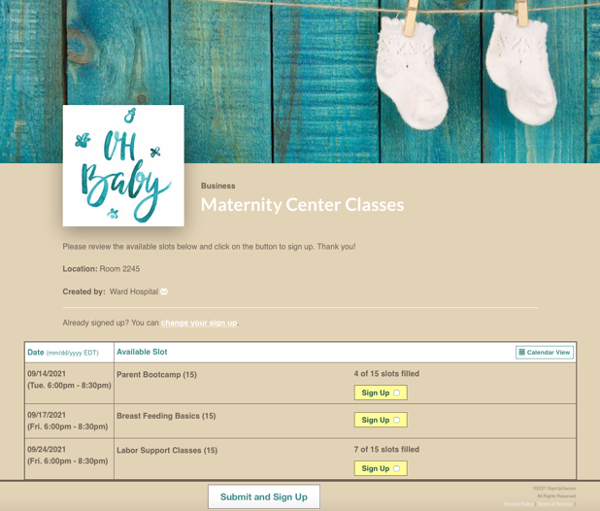 OH
Baby
Business
Maternity Center Classes
Please review the available slots below and click on the button to sign up. Thank you!
Location: Room 2245
Created by: Ward Hospital
Already signed up? You can change your sign up.
Date (mm/dd/yyyy EDT) Available Slot Calendar View
09/14/2021 Parent Bootcamp (15) 4 of 15 slots filled
(Tue. 6:00pm - 8:30pm)
Sign Up
09/17/2021 Breast Feeding Basics (15)
(Fri. 6:00pm - 8:30pm) Sign Up
09/24/2021 Labor Support Classes (15) 7 of 15 slots filled
(Fri. 6:00pm - 8:30pm)
Sign Up
Submit and Sign Up
©2021 SignUpGenius
All Rights Reserved
Privacy Policy | Terms of Service |